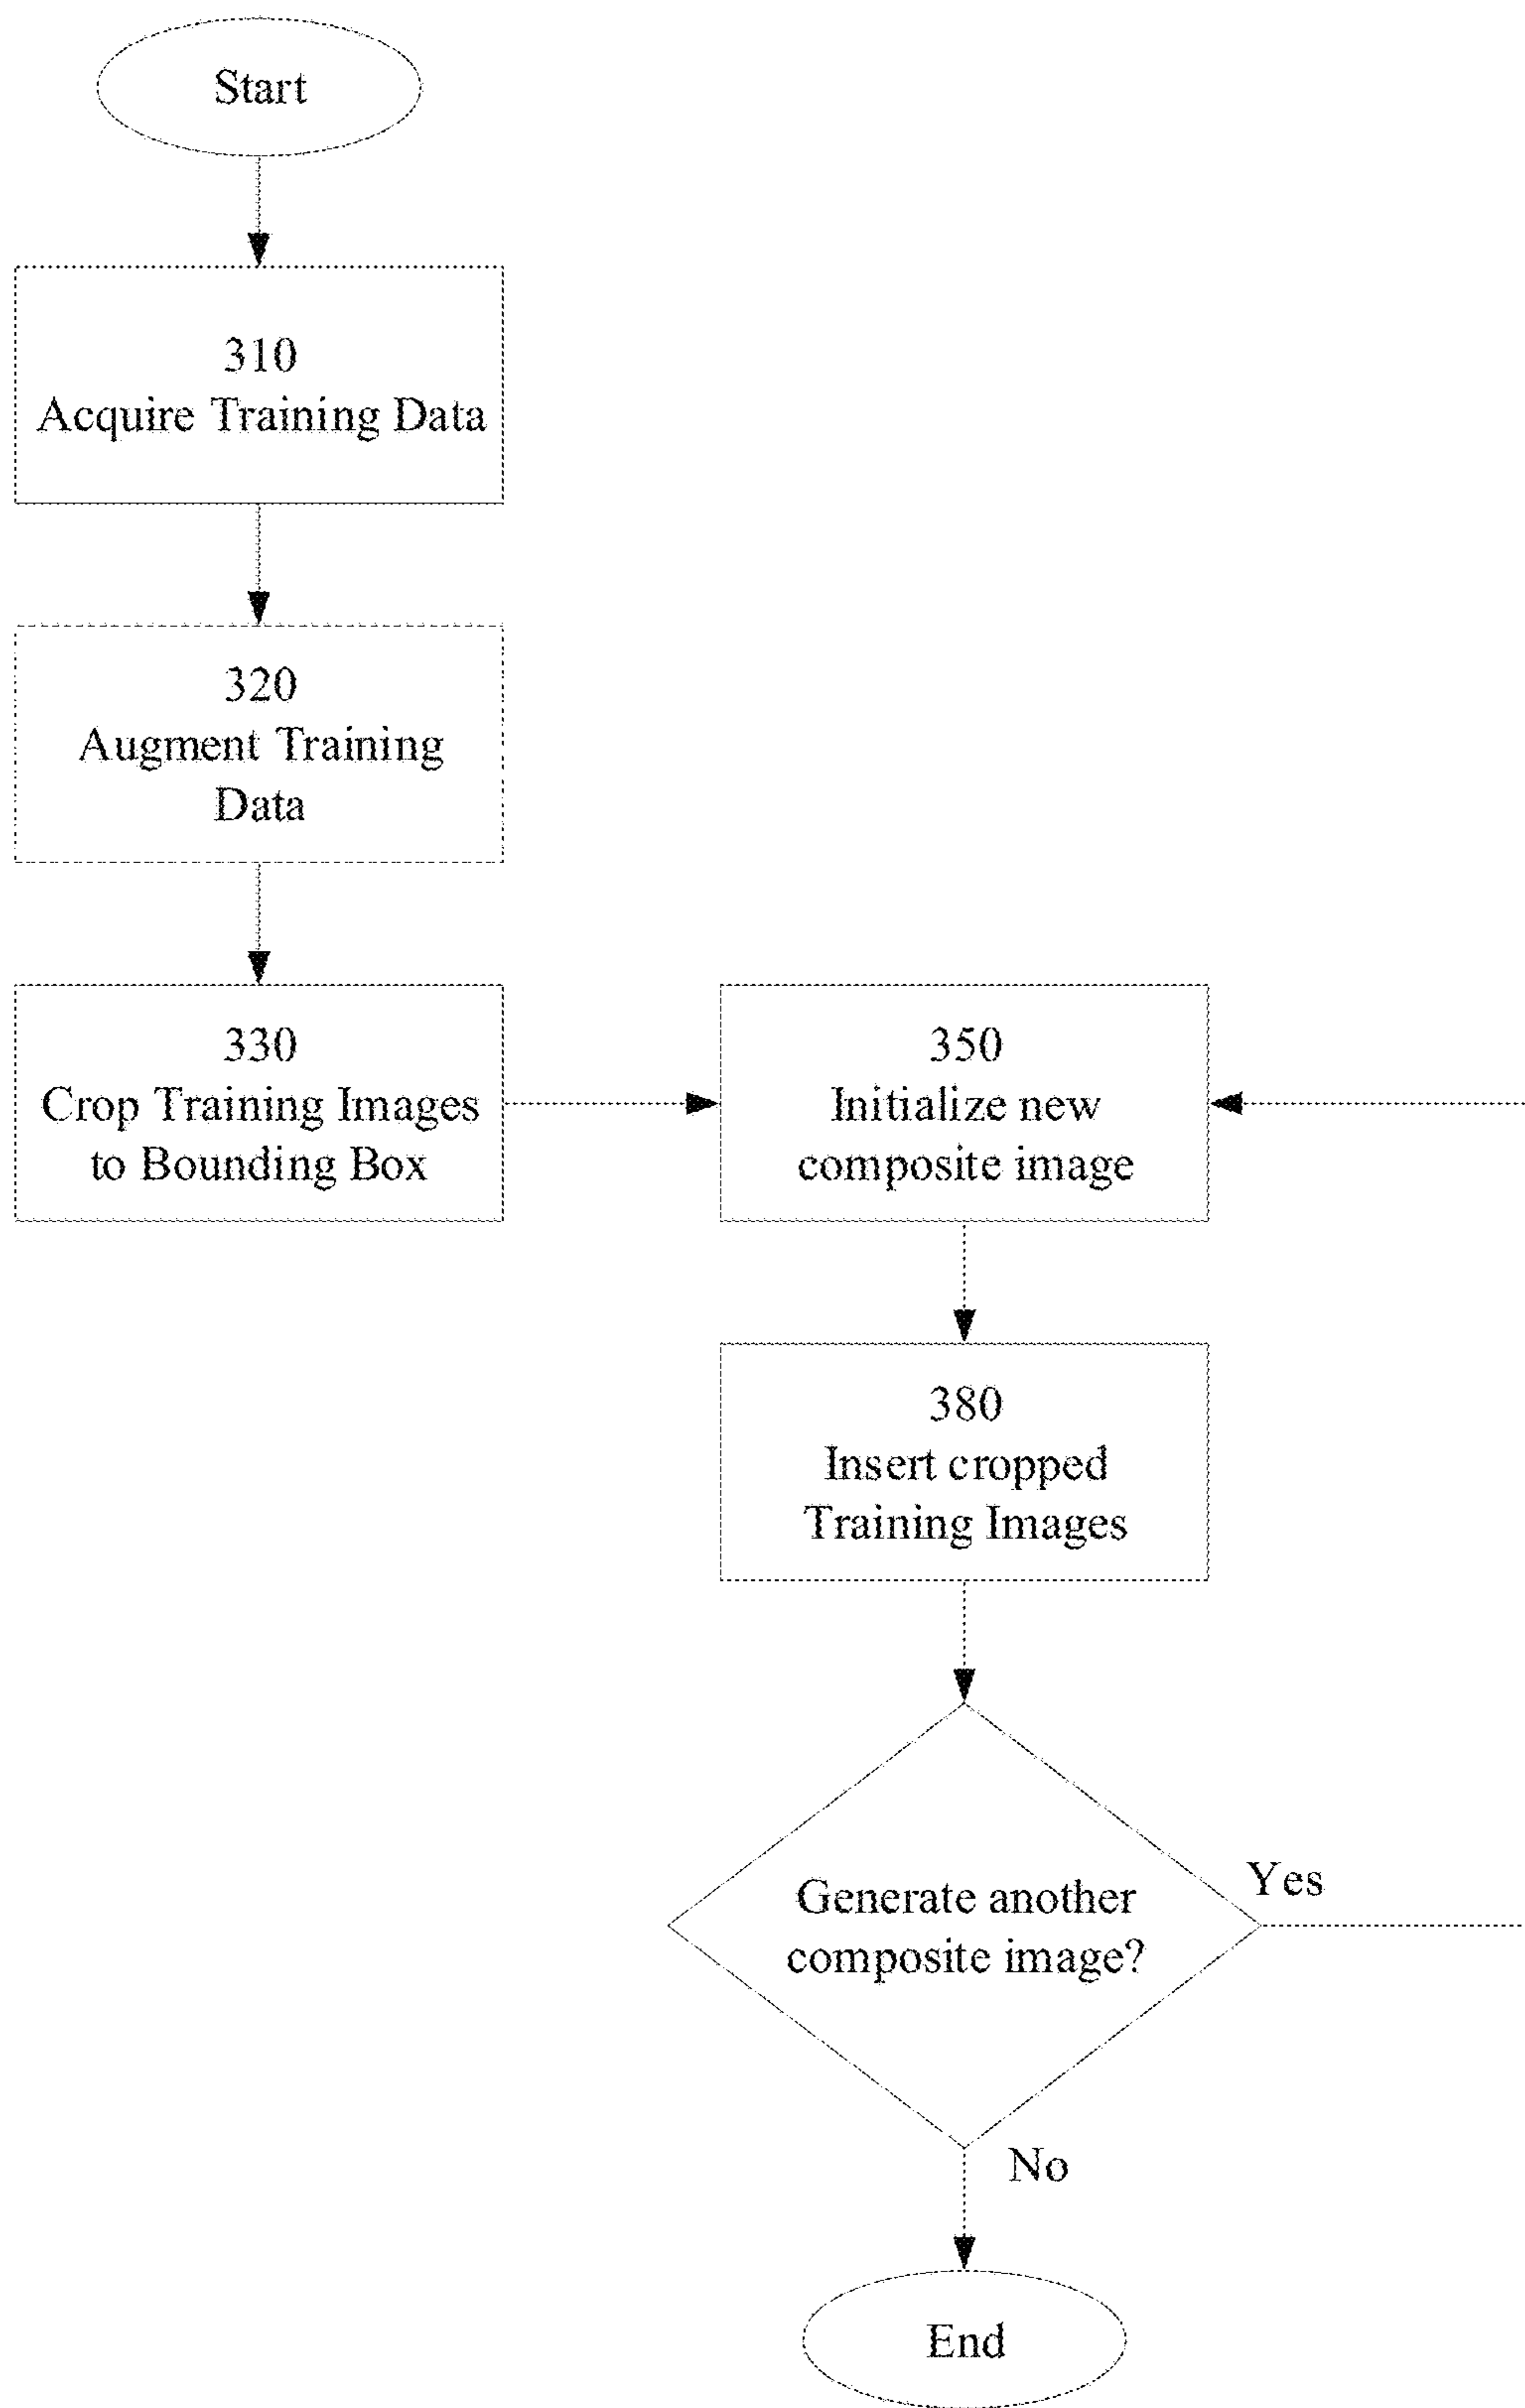 Start
310
Acquire Training Data
320
Augment Training
Data
330
Crop Training Images
to Bounding Box
350
Initialize new
composite image
380
Insert cropped
Training Images
Generate another
composite image?
Yes
No
End